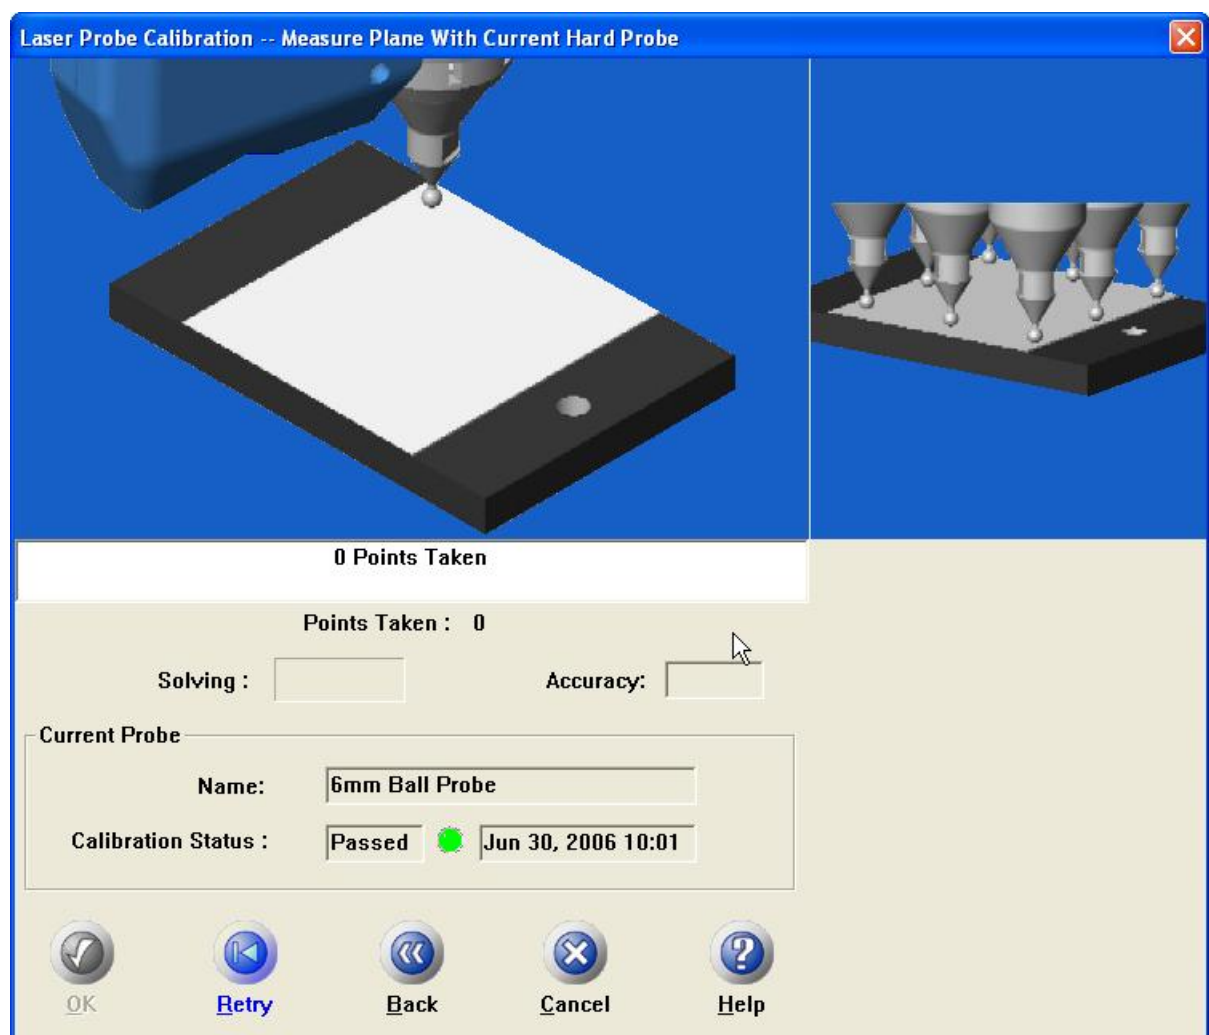 Laser Probe Calibration -- Measure Plane With Current Hard Probe
0 Points Taken
Points Taken : 0
Solving :
Accuracy:
Current Probe
Name: 6mm Ball Probe
Calibration Status : Passed Jun 30, 2006 10:01
OK Retry Back Cancel Help